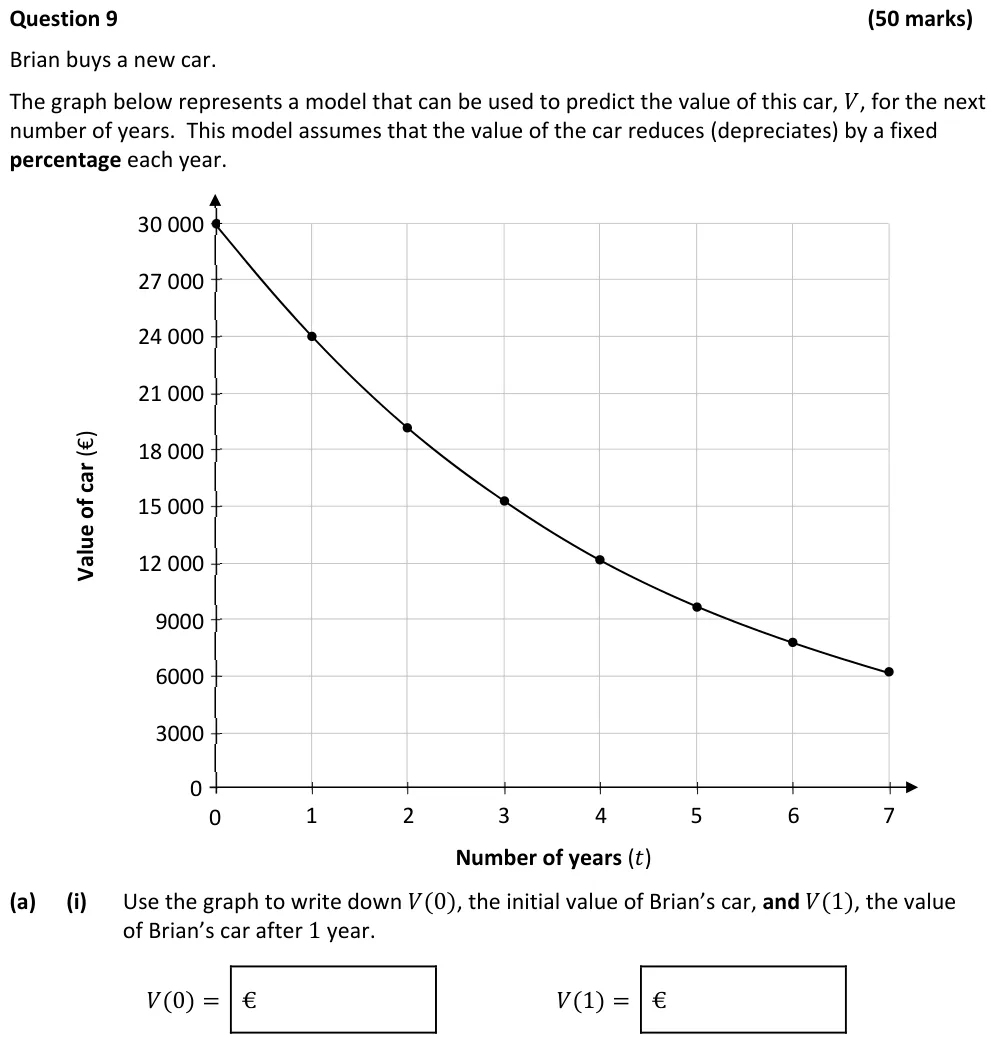 Question 9 (50 marks)
Brian buys a new car.
The graph below represents a model that can be used to predict the value of this car, V, for the next
number of years. This model assumes that the value of the car reduces (depreciates) by a fixed
percentage each year.
30 000
27 000
24 000
21 000
18 000
15 000
12 000
9000
6000
3000
0
Value of car (€)
0 1 2 3 4 5 6 7
Number of years (t)
(a) (i) Use the graph to write down V(0), the initial value of Brian’s car, and V(1), the value
of Brian’s car after 1 year.
V(0) = € V(1) = €